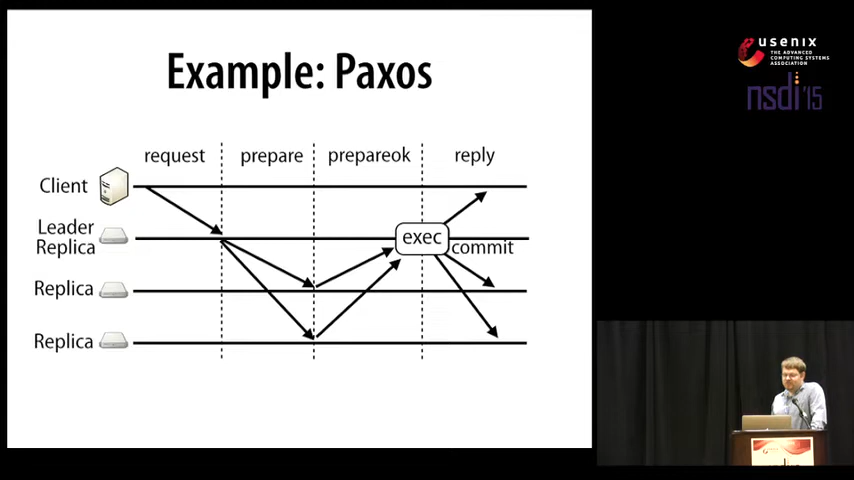 Example: Paxos
request prepare prepareok reply
Client
Leader
Replica
exec
commit
Replica
Replica
usenix
THE ADVANCED
COMPUTING SYSTEMS
ASSOCIATION
nsdi '15